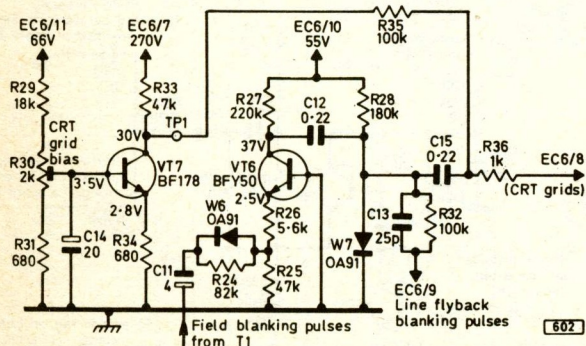 EC6/11
66V
EC6/7
270V
EC6/10
55V
R35
100k
R29
18k
R33
47k
TP1
30V
R27
220k
C12
0·22
R28
180k
CRT
grid
bias
R30
2k
3·5V
VT7
BF178
2·8V
37V
VT6
BFY50
2·5V
C15
0·22
R36
1k
EC6/8
(CRT grids)
R31
680
C14
20
R34
680
W6
OA91
R26
5·6k
C11
4
R24
82k
R25
47k
W7
OA91
C13
25p
R32
100k
EC6/9
Line flyback
blanking pulses
Field blanking pulses
from T1
602